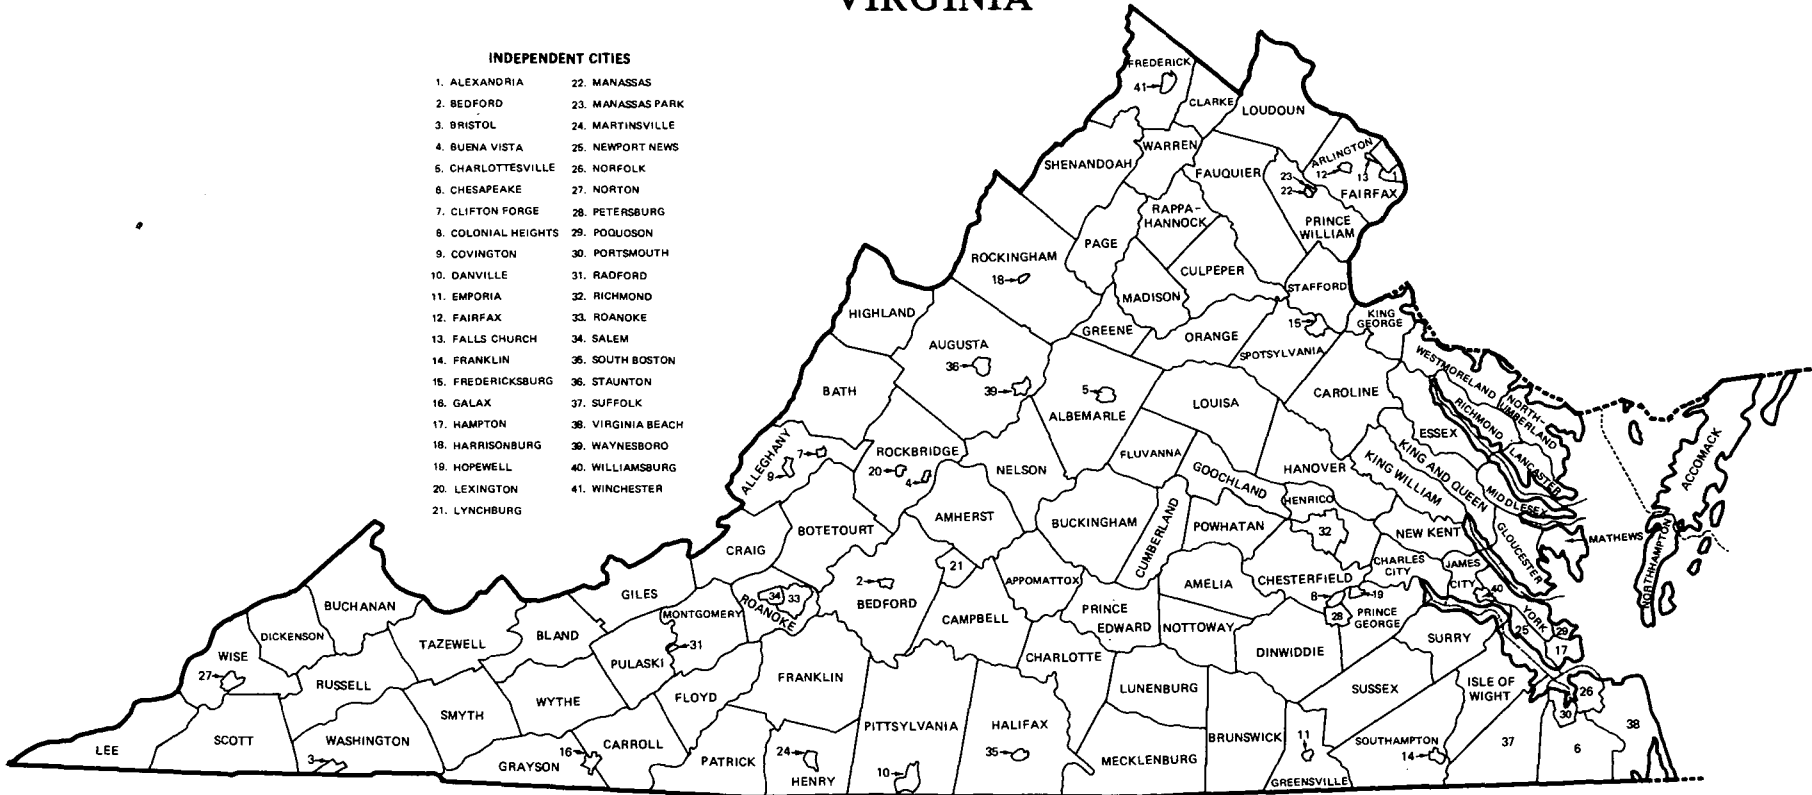 VIRGINIA
INDEPENDENT CITIES
1. ALEXANDRIA
2. BEDFORD
3. BRISTOL
4. BUENA VISTA
5. CHARLOTTESVILLE
6. CHESAPEAKE
7. CLIFTON FORGE
8. COLONIAL HEIGHTS
9. COVINGTON
10. DANVILLE
11. EMPORIA
12. FAIRFAX
13. FALLS CHURCH
14. FRANKLIN
15. FREDERICKSBURG
16. GALAX
17. HAMPTON
18. HARRISONBURG
19. HOPEWELL
20. LEXINGTON
21. LYNCHBURG
22. MANASSAS
23. MANASSAS PARK
24. MARTINSVILLE
25. NEWPORT NEWS
26. NORFOLK
27. NORTON
28. PETERSBURG
29. POQUOSON
30. PORTSMOUTH
31. RADFORD
32. RICHMOND
33. ROANOKE
34. SALEM
35. SOUTH BOSTON
36. STAUNTON
37. SUFFOLK
38. VIRGINIA BEACH
39. WAYNESBORO
40. WILLIAMSBURG
41. WINCHESTER
FREDERICK
41
CLARKE
LOUDOUN
WARREN
SHENANDOAH
FAUQUIER
ARLINGTON
12
13
1
23
22
FAIRFAX
RAPPA-
HANNOCK
PRINCE
WILLIAM
PAGE
ROCKINGHAM
18
CULPEPER
MADISON
STAFFORD
HIGHLAND
GREENE
ORANGE
15
KING
GEORGE
AUGUSTA
36
39
SPOTSYLVANIA
WESTMORELAND
BATH
5
ALBEMARLE
LOUISA
CAROLINE
RICHMOND
NORTH-
UMBERLAND
ESSEX
LANCASTER
ACCOMACK
ALLEGHANY
7
9
ROCKBRIDGE
20
4
NELSON
FLUVANNA
GOOCHLAND
HANOVER
KING WILLIAM
KING AND QUEEN
MIDDLESEX
HENRICO
32
AMHERST
BUCKINGHAM
CUMBERLAND
POWHATAN
NEW KENT
GLOUCESTER
MATHEWS
NORTHHAMPTON
BOTETOURT
CRAIG
21
2
BEDFORD
APPOMATTOX
AMELIA
CHESTERFIELD
CHARLES
CITY
JAMES
CITY
40
8
19
28
PRINCE
GEORGE
YORK
25
29
17
GILES
MONTGOMERY
ROANOKE
34
33
31
CAMPBELL
PRINCE
EDWARD
NOTTOWAY
DINWIDDIE
SURRY
BUCHANAN
DICKENSON
TAZEWELL
BLAND
PULASKI
WISE
27
RUSSELL
FRANKLIN
CHARLOTTE
LUNENBURG
SUSSEX
ISLE OF
WIGHT
26
30
WYTHE
FLOYD
SMYTH
PITTSYLVANIA
HALIFAX
LEE
SCOTT
WASHINGTON
3
GRAYSON
16
CARROLL
PATRICK
24
HENRY
10
35
MECKLENBURG
BRUNSWICK
11
GREENSVILLE
SOUTHAMPTON
14
37
6
38